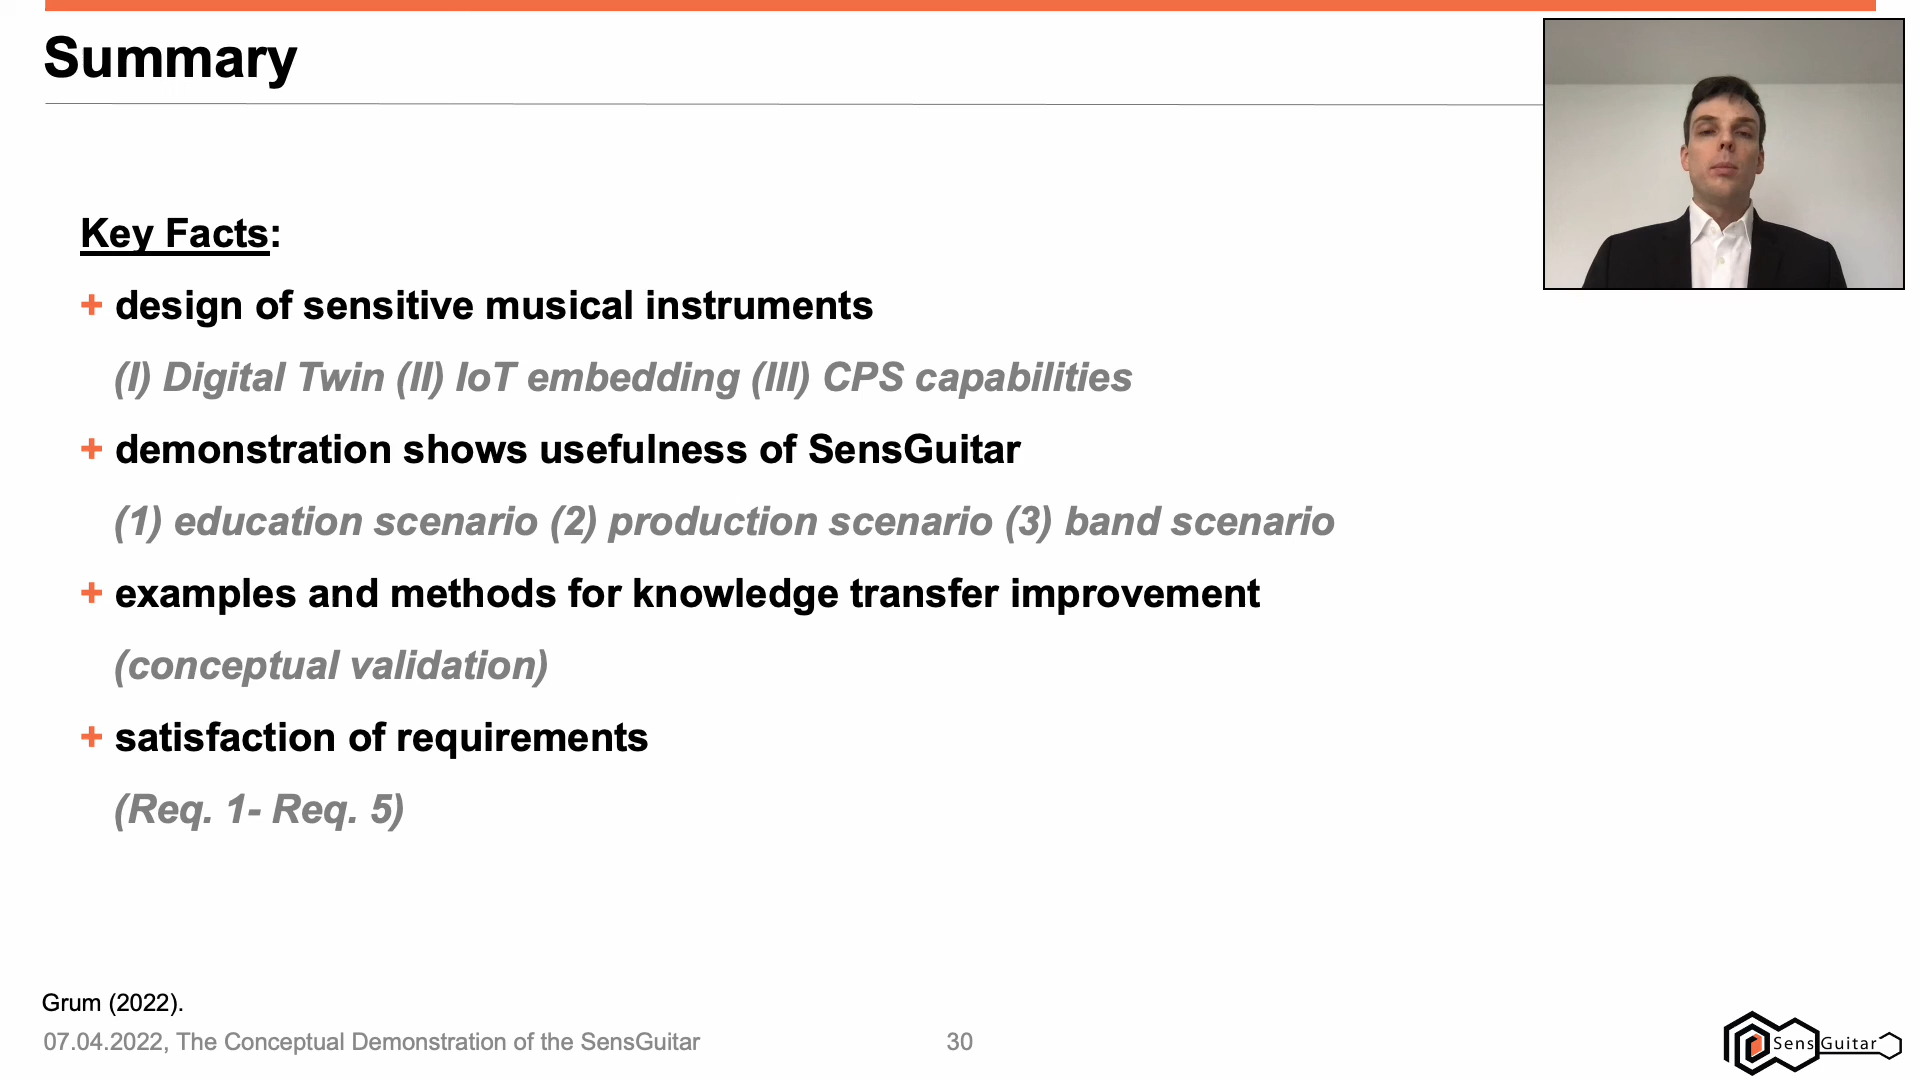 Summary
Key Facts:
+ design of sensitive musical instruments
(I) Digital Twin (II) IoT embedding (III) CPS capabilities
+ demonstration shows usefulness of SensGuitar
(1) education scenario (2) production scenario (3) band scenario
+ examples and methods for knowledge transfer improvement
(conceptual validation)
+ satisfaction of requirements
(Req. 1- Req. 5)
Grum (2022).
07.04.2022, The Conceptual Demonstration of the SensGuitar
30
SensGuitar